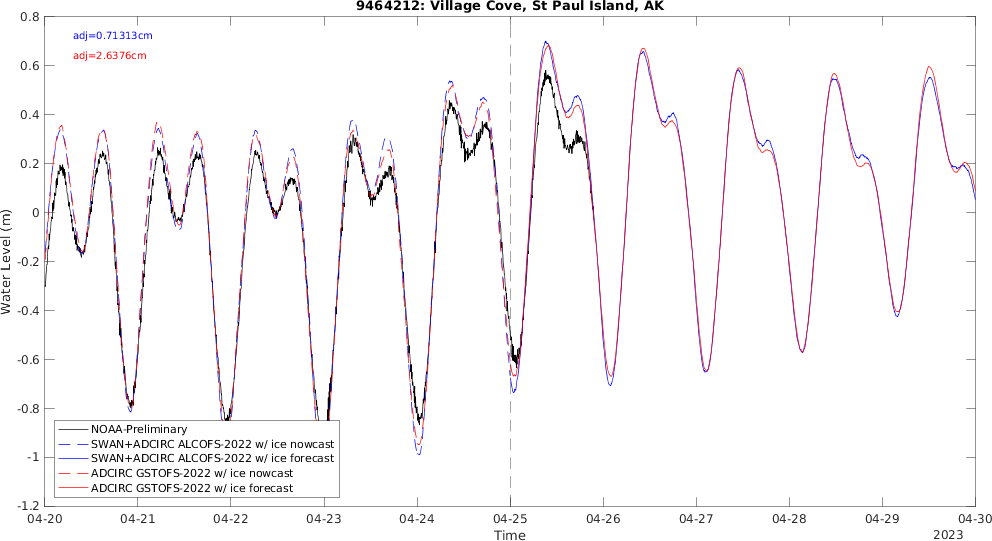 9464212: Village Cove, St Paul Island, AK
0.8
adj=0.71313cm
adj=2.6376cm
0.6
0.4
0.2
0
-0.2
-0.4
-0.6
-0.8
-1
-1.2
Water Level (m)
NOAA-Preliminary
SWAN+ADCIRC ALCOFS-2022 w/ ice nowcast
SWAN+ADCIRC ALCOFS-2022 w/ ice forecast
ADCIRC GSTOFS-2022 w/ ice nowcast
ADCIRC GSTOFS-2022 w/ ice forecast
04-20 04-21 04-22 04-23 04-24 04-25 04-26 04-27 04-28 04-29 04-30
Time
2023